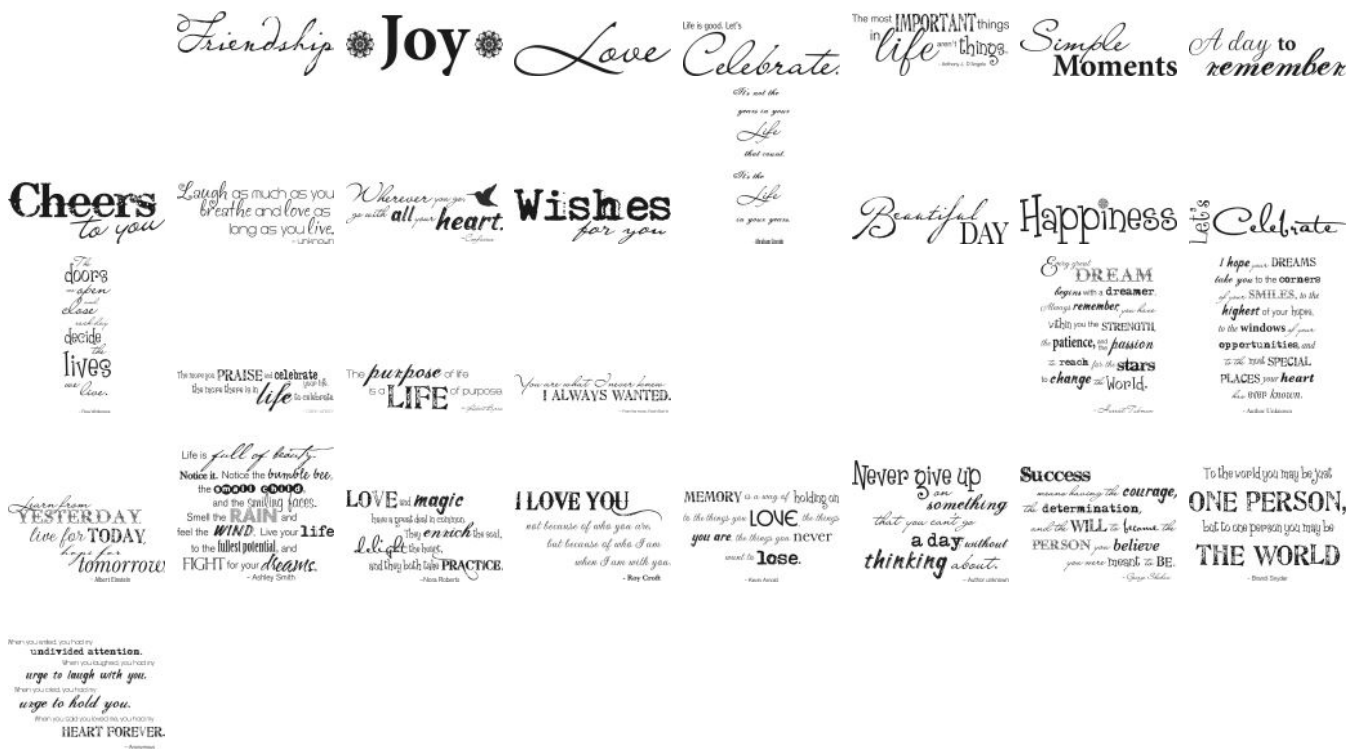 Friendship
Joy
Love
Life is good. Let's
Celebrate.
The most IMPORTANT things
in life aren't things.
- Anthony J. D'Angelo
Simple
Moments
A day to
remember
It's not the
years in your
Life
that count.
It's the
Life
in your years.
Cheers
to you
Laugh as much as you
breathe and love as
long as you live.
- unknown
Wherever you go,
go with all your heart.
- Confucius
Wishes
for you
Beautiful
DAY
Happiness
Let's Celebrate
The
doors
we open
and
close
each day
decide
the
lives
we live.
The more you PRAISE and celebrate
your life,
the more there is in life to celebrate.
The purpose of life
is a LIFE of purpose
You are what I never knew
I ALWAYS WANTED.
Every great
DREAM
begins with a dreamer.
Always remember, you have
within you the STRENGTH,
the patience, and the passion
to reach for the stars
to change the World.
- Harriet Tubman
I hope your DREAMS
take you to the corners
of your SMILES, to the
highest of your hopes,
to the windows of your
opportunities, and
to the most SPECIAL
PLACES your heart
has ever known.
- Author Unknown
Learn from
YESTERDAY,
live for TODAY,
hope for
tomorrow.
- Albert Einstein
Life is full of beauty.
Notice it. Notice the bumble bee,
the small child,
and the smiling faces.
Smell the RAIN and
feel the WIND. Live your life
to the fullest potential, and
FIGHT for your dreams.
- Ashley Smith
LOVE and magic
have a great deal in common.
They enrich the soul,
delight the heart,
and they both take PRACTICE.
- Nora Roberts
I LOVE YOU
not because of who you are,
but because of who I am
when I am with you.
- Roy Croft
MEMORY is a way of holding on
to the things you LOVE, the things
you are, the things you never
want to lose.
- Kevin Arnold
Never give up
on
something
that you can't go
a day without
thinking about.
- Author unknown
Success
means having the courage,
the determination,
and the WILL to become the
PERSON you believe
you were meant to BE.
- George Sheehan
To the world you may be just
ONE PERSON,
but to one person you may be
THE WORLD
- Brandi Snyder
When you smiled, you had my
undivided attention.
When you laughed, you had my
urge to laugh with you.
When you cried, you had my
urge to hold you.
When you said you loved me, you had my
HEART FOREVER.
- Anonymous